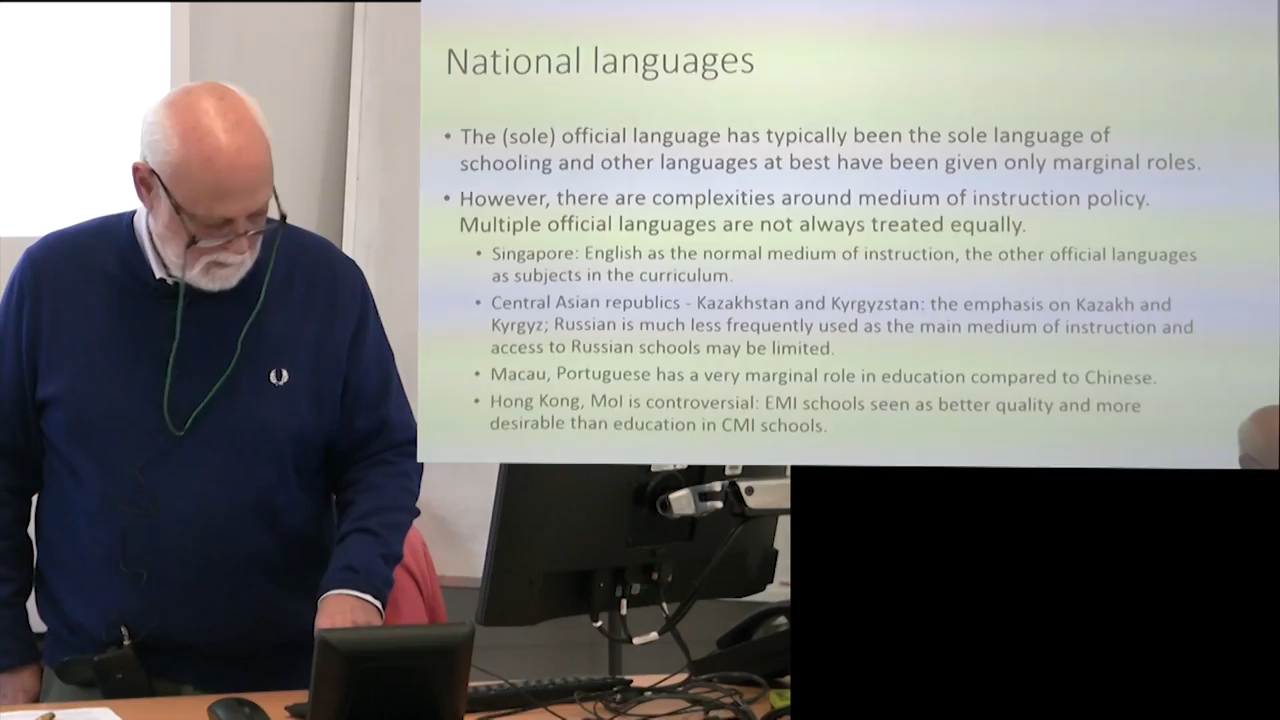 National languages
• The (sole) official language has typically been the sole language of
schooling and other languages at best have been given only marginal roles.
• However, there are complexities around medium of instruction policy.
Multiple official languages are not always treated equally.
• Singapore: English as the normal medium of instruction, the other official languages
as subjects in the curriculum.
• Central Asian republics - Kazakhstan and Kyrgyzstan: the emphasis on Kazakh and
Kyrgyz; Russian is much less frequently used as the main medium of instruction and
access to Russian schools may be limited.
• Macau, Portuguese has a very marginal role in education compared to Chinese.
• Hong Kong, MoI is controversial: EMI schools seen as better quality and more
desirable than education in CMI schools.